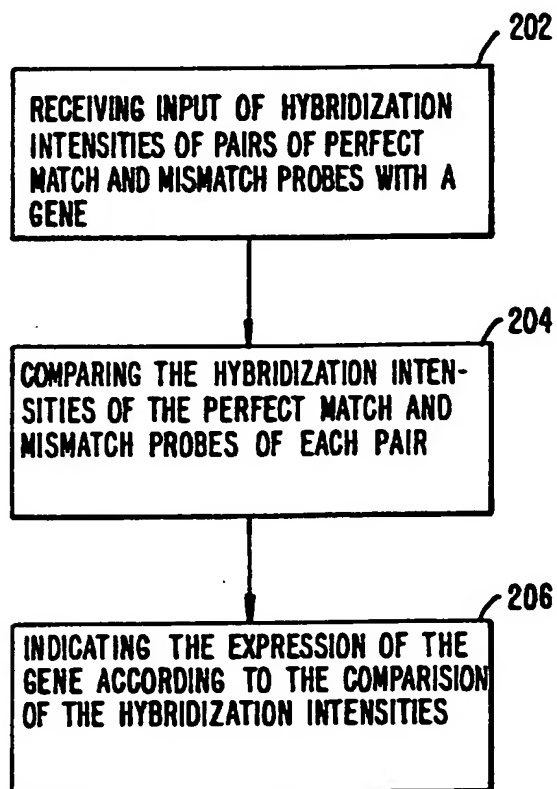 202
RECEIVING INPUT OF HYBRIDIZATION
INTENSITIES OF PAIRS OF PERFECT
MATCH AND MISMATCH PROBES WITH A
GENE
204
COMPARING THE HYBRIDIZATION INTEN-
SITIES OF THE PERFECT MATCH AND
MISMATCH PROBES OF EACH PAIR
206
INDICATING THE EXPRESSION OF THE
GENE ACCORDING TO THE COMPARISION
OF THE HYBRIDIZATION INTENSITIES